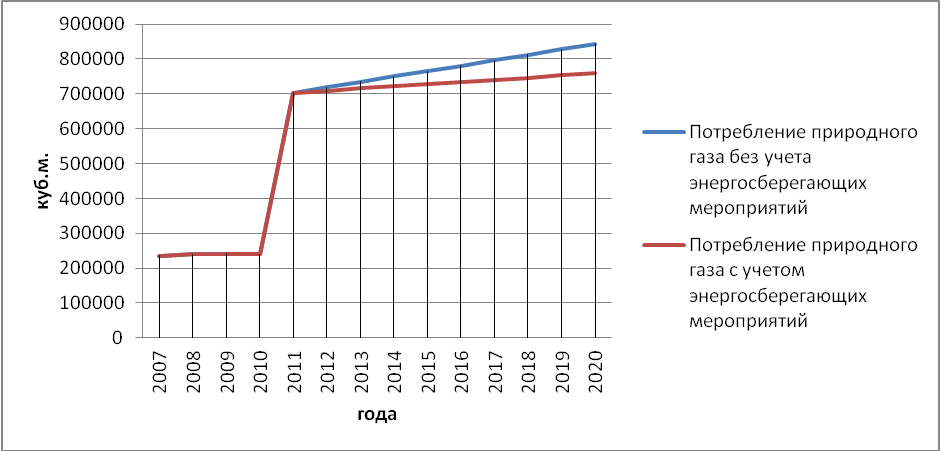 900000
800000
700000
600000
500000
400000
300000
200000
100000
0
куб.м.
2007
2008
2009
2010
2011
2012
2013
2014
2015
2016
2017
2018
2019
2020
года
Потребление природного
газа без учета
энергосберегающих
мероприятий
Потребление природного
газа с учетом
энергосберегающих
мероприятий